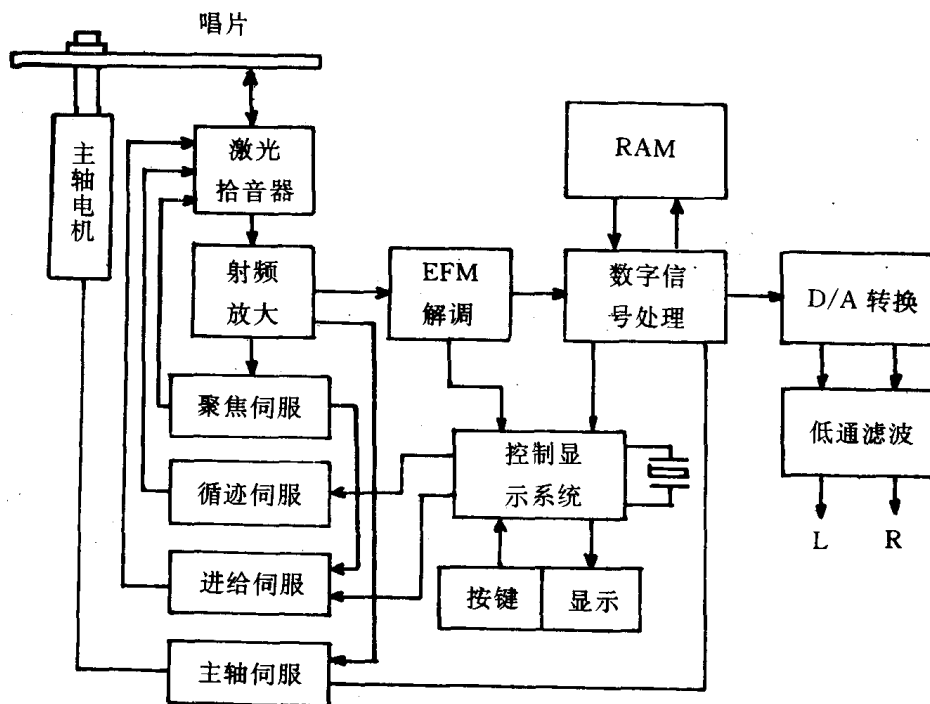 唱片
主轴电机
激光
拾音器
RAM
射频
放大
EFM
解调
数字信
号处理
D/A 转换
聚焦伺服
控制显
示系统
低通滤波
循迹伺服
L
R
进给伺服
按键
显示
主轴伺服